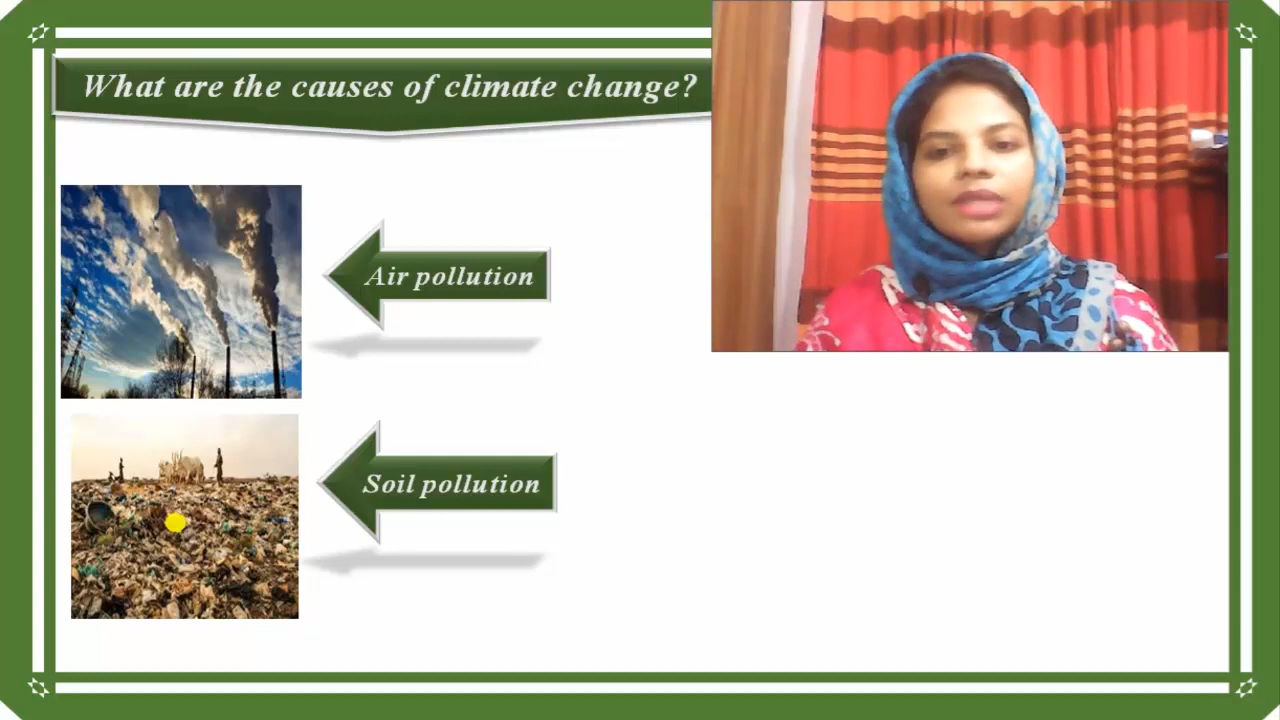 What are the causes of climate change?
Air pollution
Soil pollution